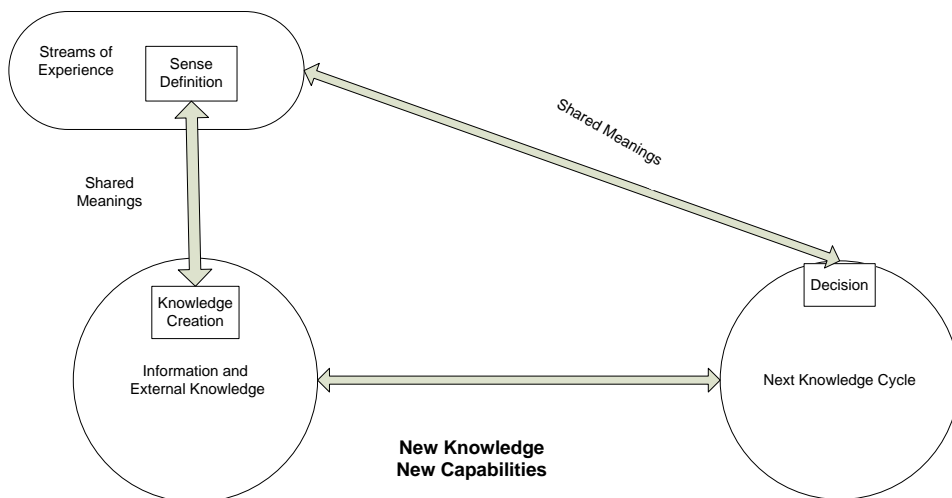 Streams of
Experience
Sense
Definition
Shared Meanings
Shared
Meanings
Knowledge
Creation
Decision
Information and
External Knowledge
Next Knowledge Cycle
New Knowledge
New Capabilities